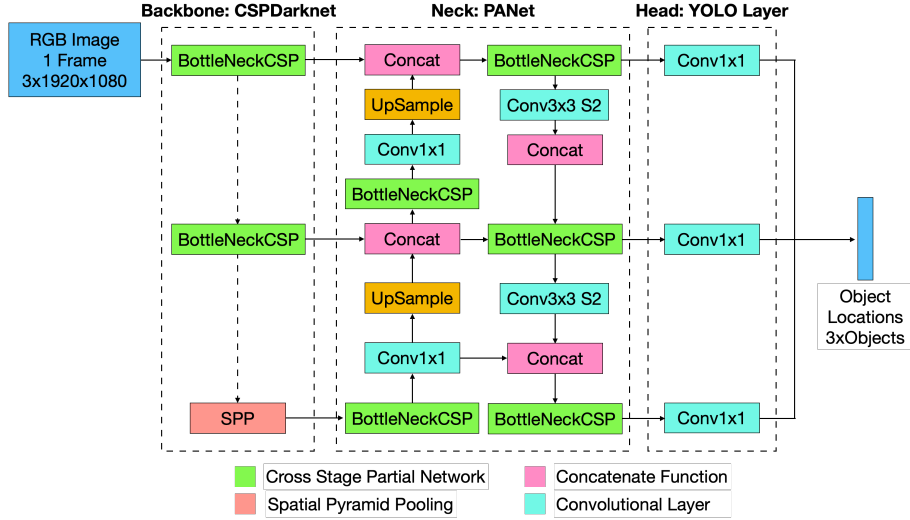 Backbone: CSPDarknet
Neck: PANet
Head: YOLO Layer
RGB Image
1 Frame
3x1920x1080
BottleNeckCSP
Concat
BottleNeckCSP
Conv1x1
UpSample
Conv3x3 S2
Conv1x1
Concat
BottleNeckCSP
BottleNeckCSP
Concat
BottleNeckCSP
Conv1x1
UpSample
Conv3x3 S2
Object
Locations
3xObjects
Conv1x1
Concat
SPP
BottleNeckCSP
BottleNeckCSP
Conv1x1
Cross Stage Partial Network
Concatenate Function
Spatial Pyramid Pooling
Convolutional Layer